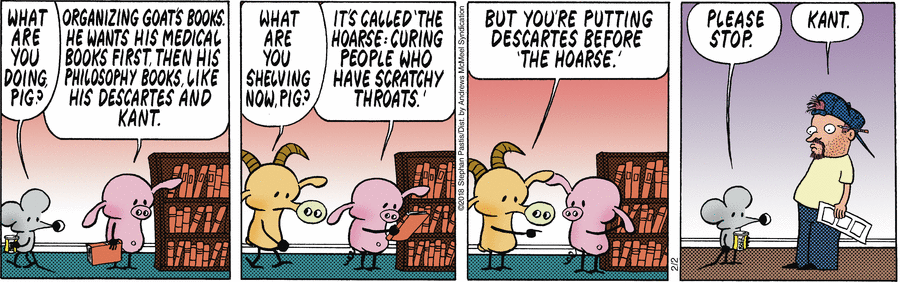 WHAT
ARE
YOU
DOING,
PIG?
ORGANIZING GOAT'S BOOKS.
HE WANTS HIS MEDICAL
BOOKS FIRST, THEN HIS
PHILOSOPHY BOOKS, LIKE
HIS DESCARTES AND
KANT.
WHAT
ARE
YOU
SHELVING
NOW, PIG?
IT'S CALLED 'THE
HOARSE: CURING
PEOPLE WHO
HAVE SCRATCHY
THROATS.'
©2018 Stephan Pastis/Dist. by Andrews McMeel Syndication
BUT YOU'RE PUTTING
DESCARTES BEFORE
'THE HOARSE.'
2/2
PLEASE
STOP.
KANT.